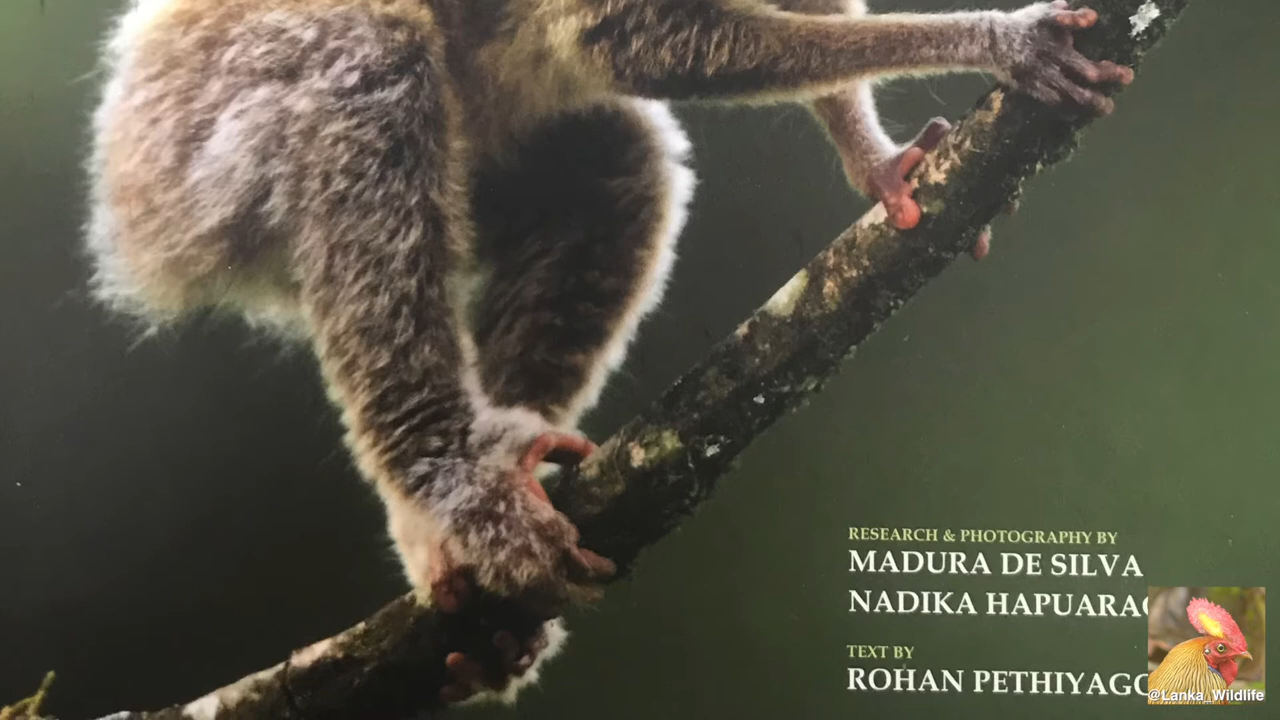 RESEARCH & PHOTOGRAPHY BY
MADURA DE SILVA
NADIKA
TEXT BY
ROHAN
@Lanka_Wildlife